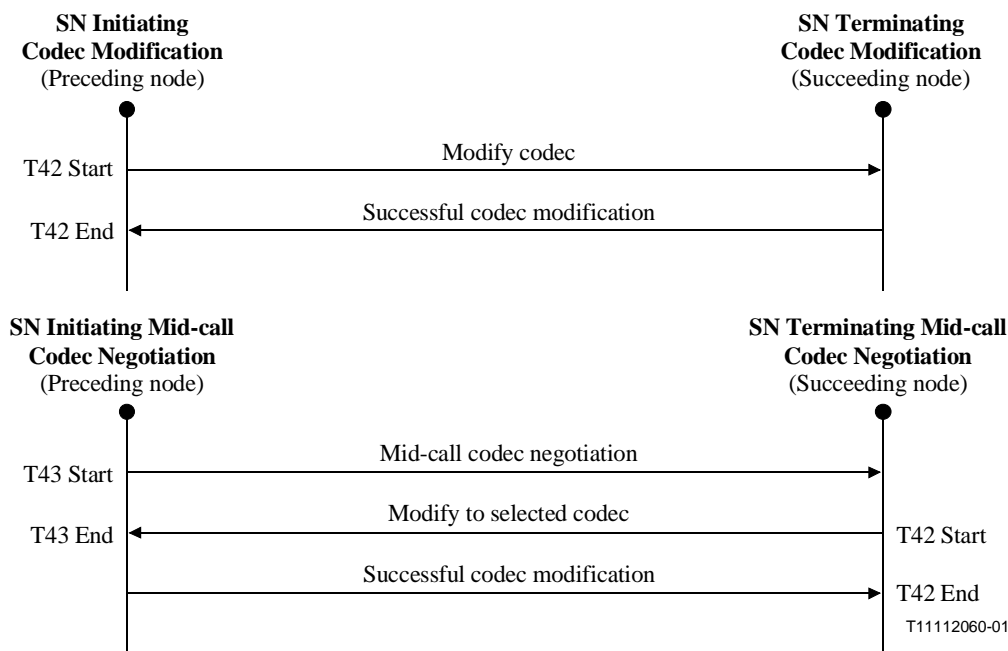 SN Initiating
Codec Modification
(Preceding node)
SN Terminating
Codec Modification
(Succeeding node)
T42 Start
Modify codec
Successful codec modification
T42 End
SN Initiating Mid-call
Codec Negotiation
(Preceding node)
SN Terminating Mid-call
Codec Negotiation
(Succeeding node)
Mid-call codec negotiation
T43 Start
Modify to selected codec
T43 End
T42 Start
Successful codec modification
T42 End
T11112060-01